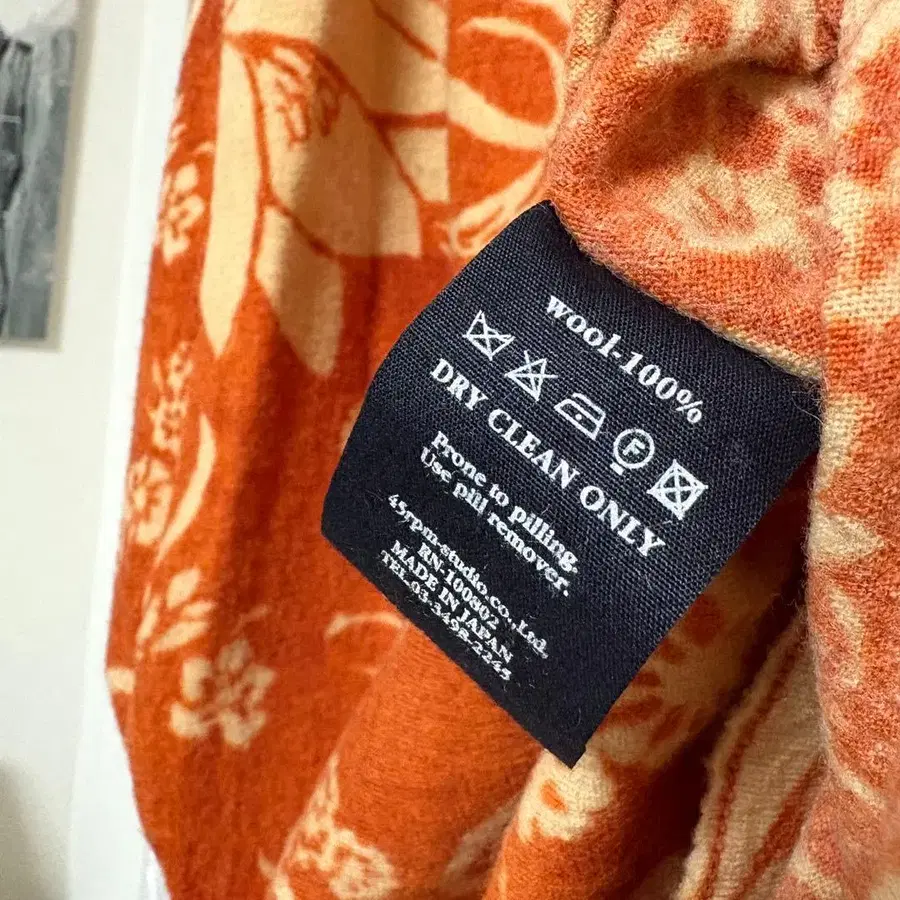 wool-100%
F
DRY CLEAN ONLY
Prone to pilling.
Use pill remover.
45rpm-studio.co.,Ltd.
RN-100802
MADE IN JAPAN
TEL.03-3498-2245